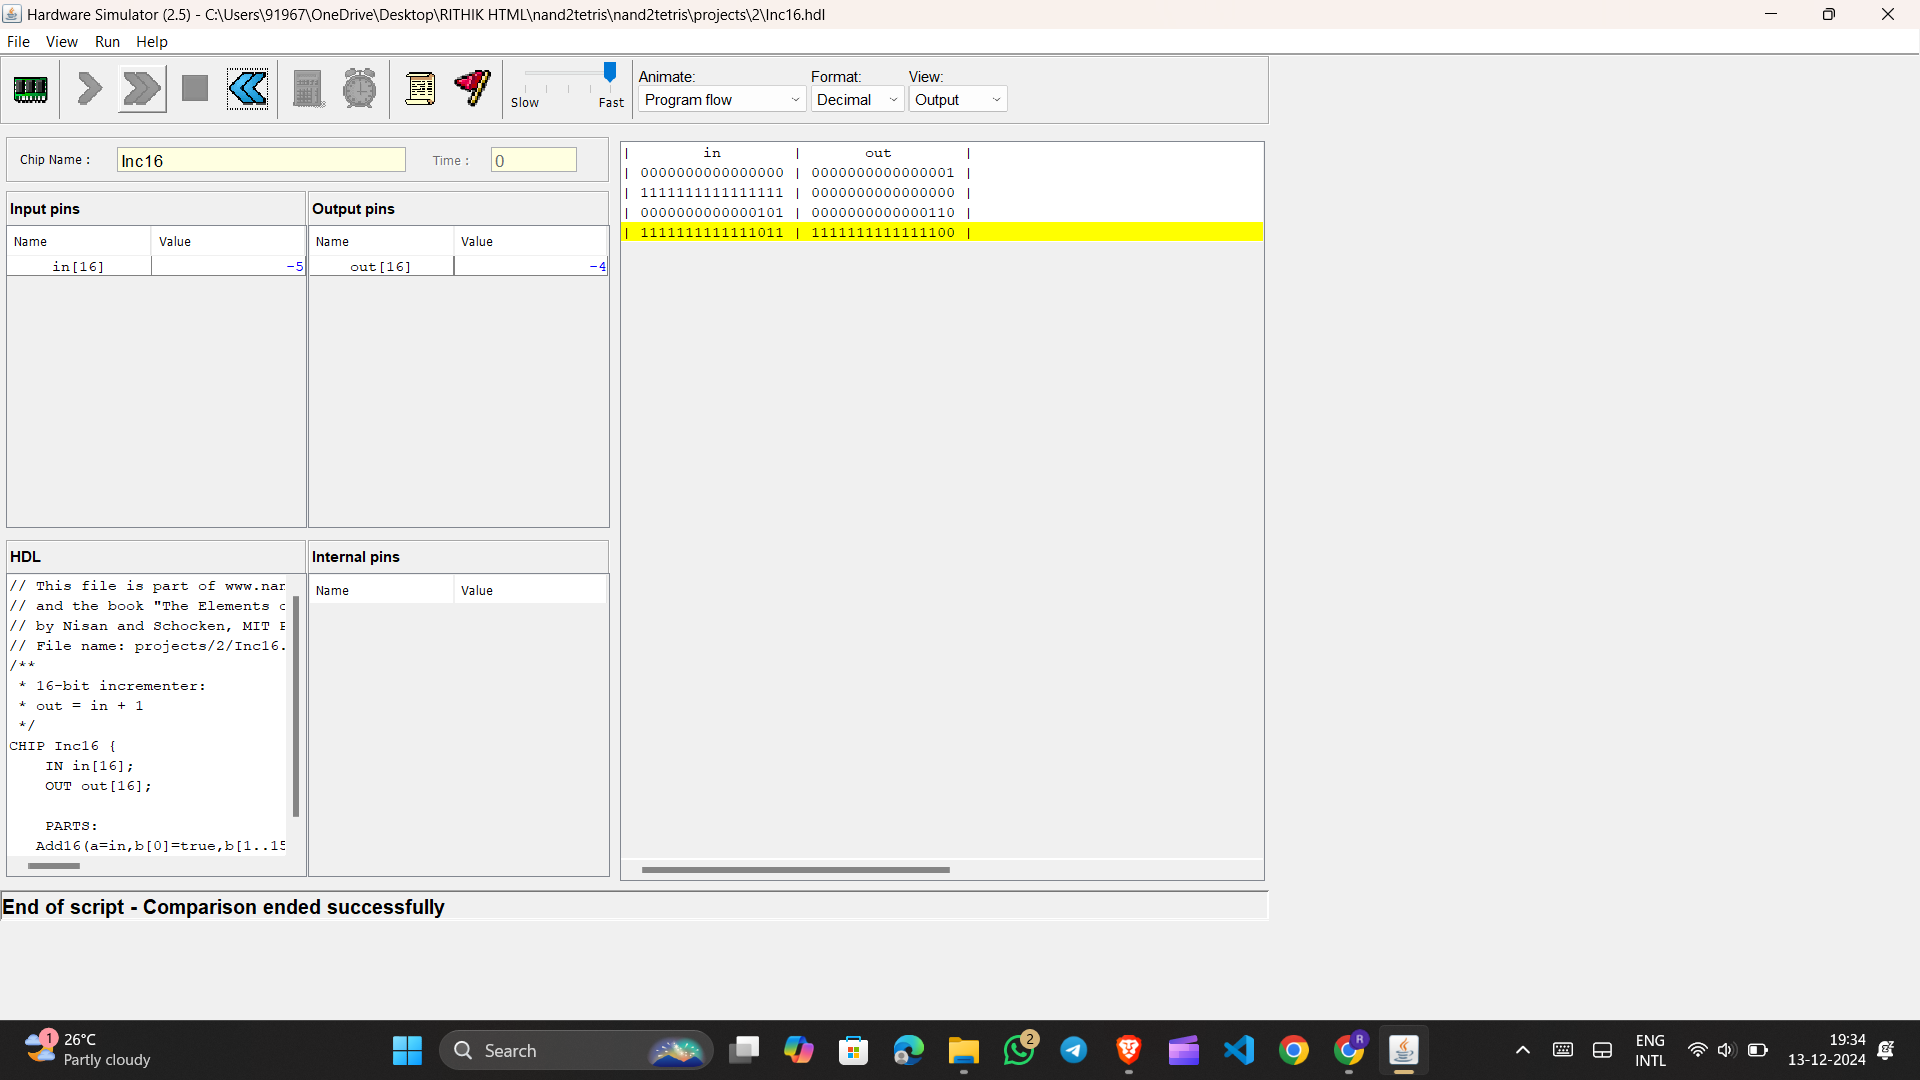 Hardware Simulator (2.5) - C:\Users\91967\OneDrive\Desktop\RITHIK HTML\nand2tetris\nand2tetris\projects\2\Inc16.hdl
File View Run Help
Slow Fast
Animate: Format: View:
Program flow Decimal Output
Chip Name : Inc16 Time : 0
Input pins
Name Value
in[16] -5
Output pins
Name Value
out[16] -4
HDL
// This file is part of www.nan
// and the book "The Elements o
// by Nisan and Schocken, MIT P
// File name: projects/2/Inc16.
/**
* 16-bit incrementer:
* out = in + 1
*/
CHIP Inc16 {
IN in[16];
OUT out[16];
PARTS:
Add16(a=in,b[0]=true,b[1..15
Internal pins
Name Value
| in | out |
| 0000000000000000 | 0000000000000001 |
| 1111111111111111 | 0000000000000000 |
| 0000000000000101 | 0000000000000110 |
| 1111111111111011 | 1111111111111100 |
End of script - Comparison ended successfully
1
26°C
Partly cloudy
Search
2
R
ENG
INTL
19:34
13-12-2024